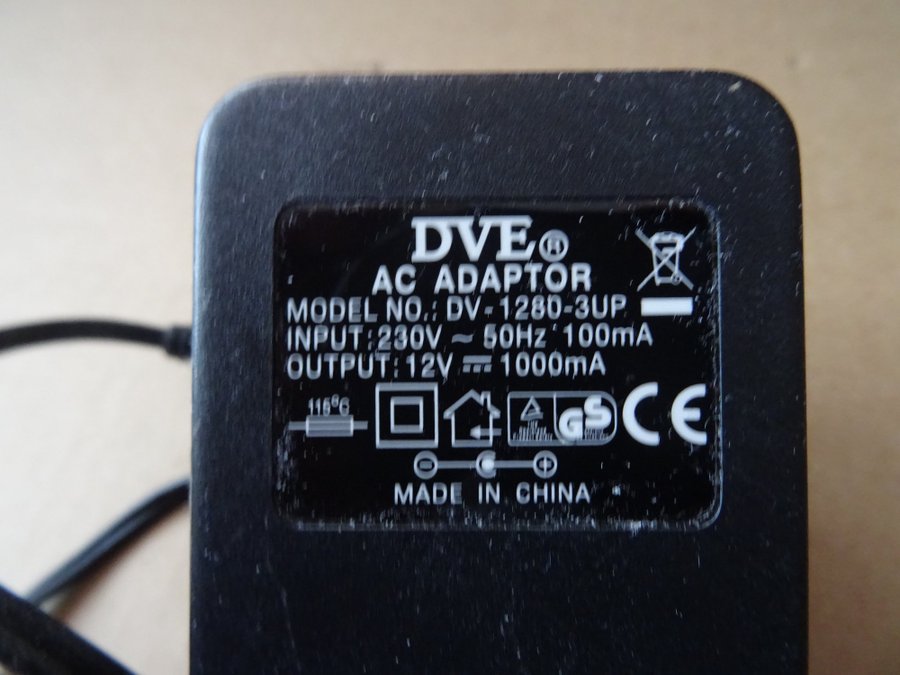 DVE®
AC ADAPTOR
MODEL NO.: DV-1280-3UP
INPUT: 230V ~ 50Hz 100mA
OUTPUT: 12V ⎓ 1000mA
115°C
GS CE
MADE IN CHINA